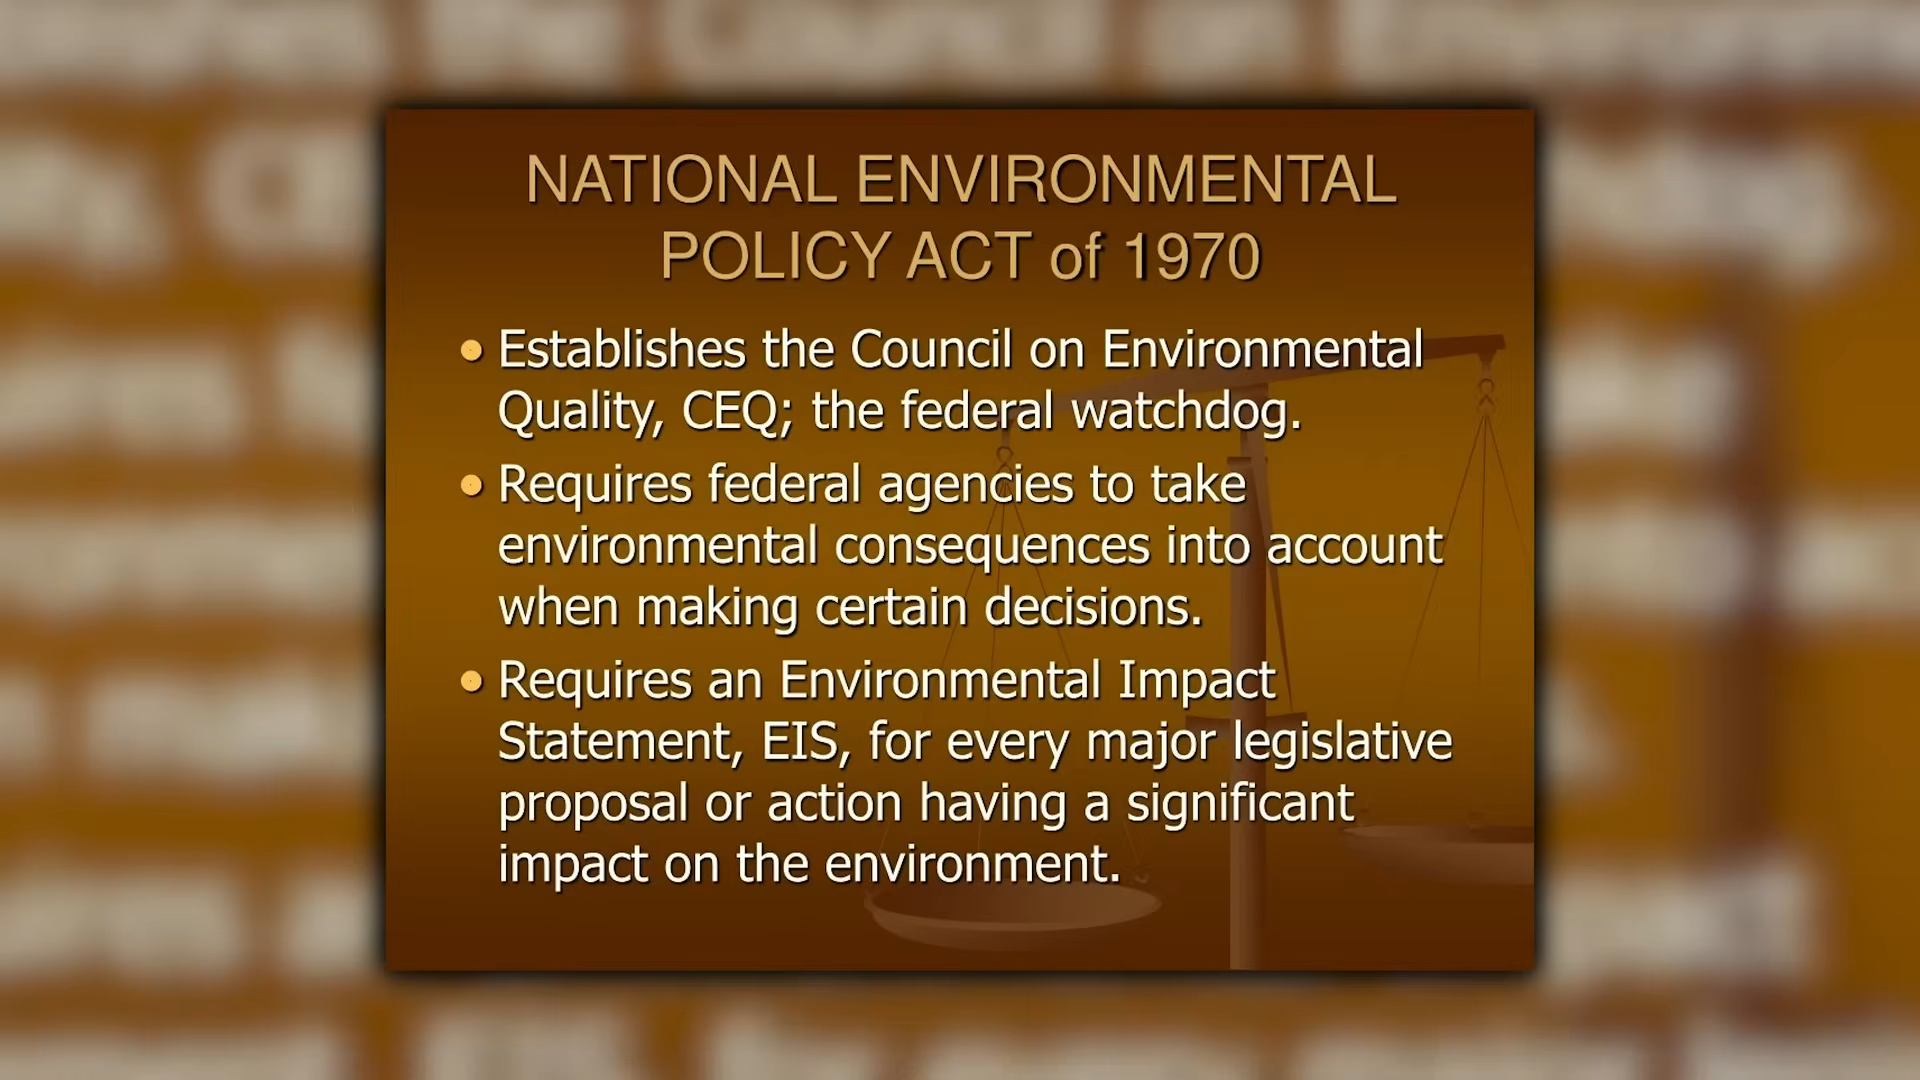 NATIONAL ENVIRONMENTAL
POLICY ACT of 1970
• Establishes the Council on Environmental
Quality, CEQ; the federal watchdog.
• Requires federal agencies to take
environmental consequences into account
when making certain decisions.
• Requires an Environmental Impact
Statement, EIS, for every major legislative
proposal or action having a significant
impact on the environment.